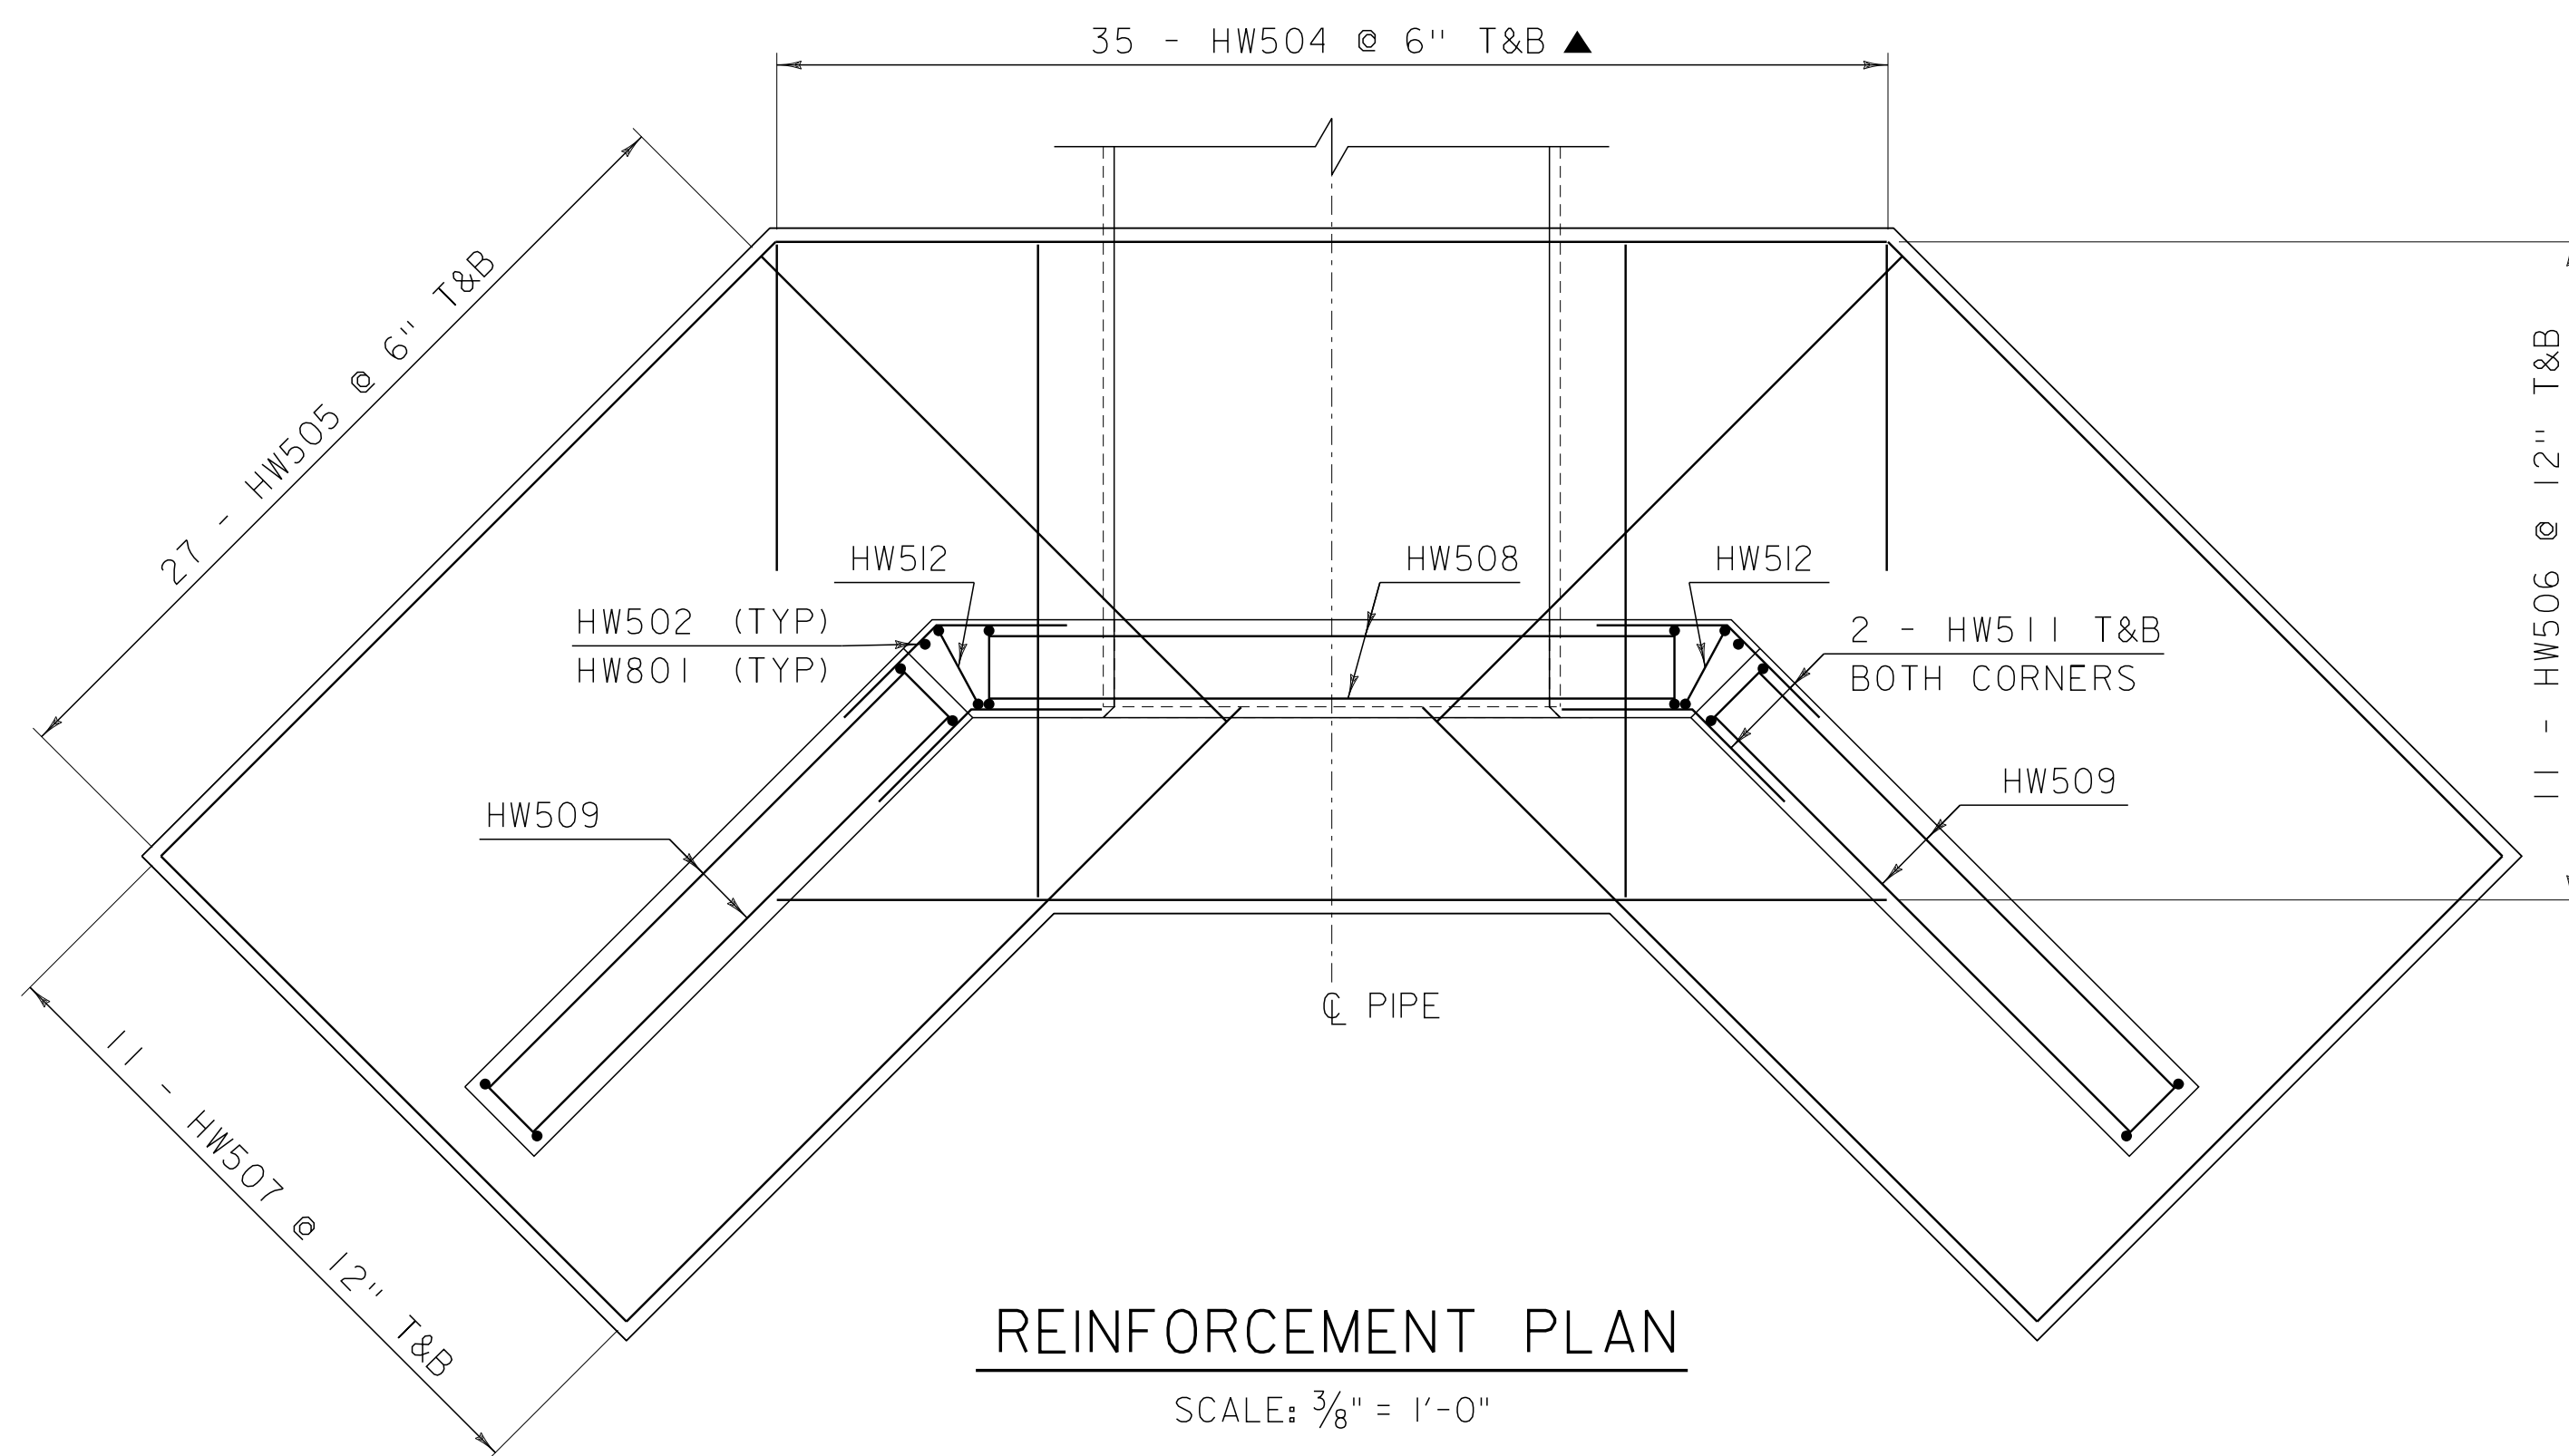 35 - HW504 @ 6" T&B ▲
27 - HW505 @ 6" T&B
11 - HW506 @ 12" T&B
HW512
HW508
HW512
HW502 (TYP)
HW801 (TYP)
2 - HW511 T&B
BOTH CORNERS
HW509
HW509
℄ PIPE
11 - HW507 @ 12" T&B
REINFORCEMENT PLAN
SCALE: 3/8" = 1'-0"